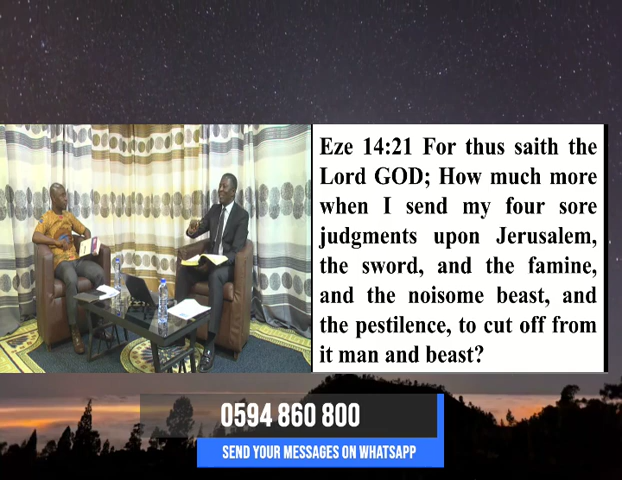 Eze 14:21 For thus saith the
Lord GOD; How much more
when I send my four sore
judgments upon Jerusalem,
the sword, and the famine,
and the noisome beast, and
the pestilence, to cut off from
it man and beast?
0594 860 800
SEND YOUR MESSAGES ON WHATSAPP